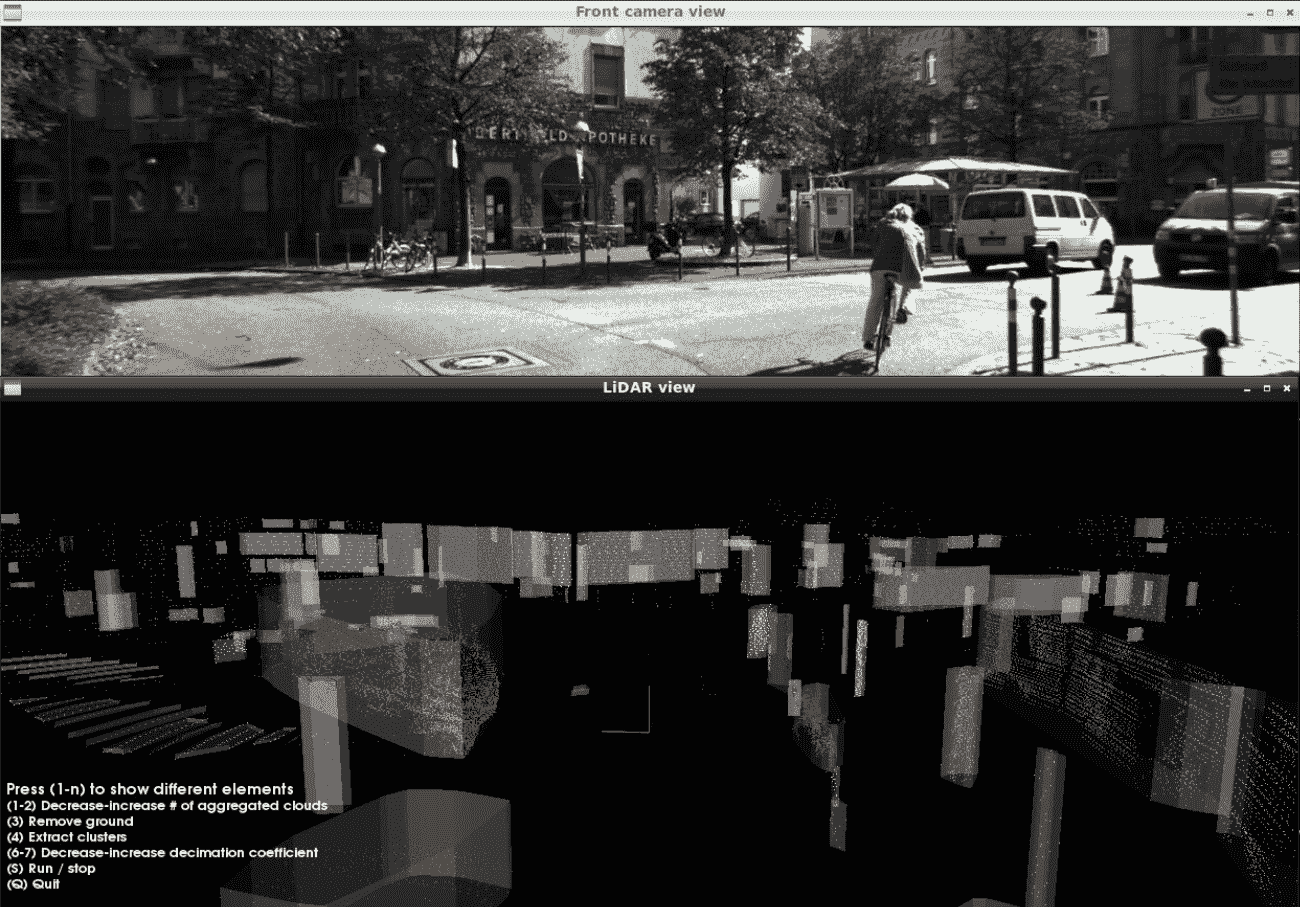 Front camera view
APOTHEKE
LiDAR view
Press (1-n) to show different elements
(1-2) Decrease-increase # of aggregated clouds
(3) Remove ground
(4) Extract clusters
(6-7) Decrease-increase decimation coefficient
(S) Run / stop
(Q) Quit